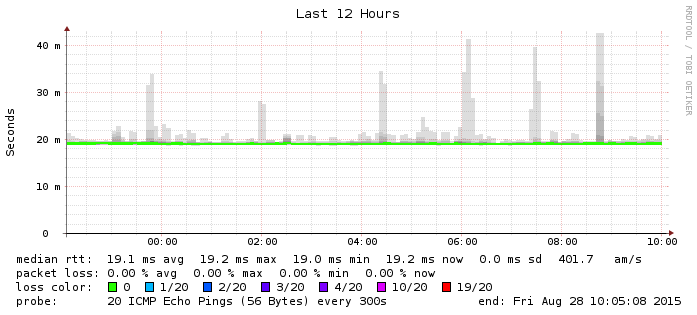 Last 12 Hours
RRDTOOL / TOBI OETIKER
Seconds
40 m
30 m
20 m
10 m
0
00:00 02:00 04:00 06:00 08:00 10:00
median rtt: 19.1 ms avg 19.2 ms max 19.0 ms min 19.2 ms now 0.0 ms sd 401.7 am/s
packet loss: 0.00 % avg 0.00 % max 0.00 % min 0.00 % now
loss color: 0 1/20 2/20 3/20 4/20 10/20 19/20
probe: 20 ICMP Echo Pings (56 Bytes) every 300s end: Fri Aug 28 10:05:08 2015